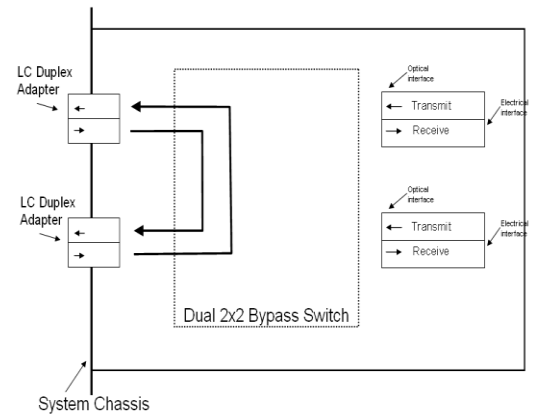 LC Duplex
Adapter
Optical
interface
Transmit
Receive
Electrical
interface
LC Duplex
Adapter
Optical
interface
Transmit
Receive
Electrical
interface
Dual 2x2 Bypass Switch
System Chassis